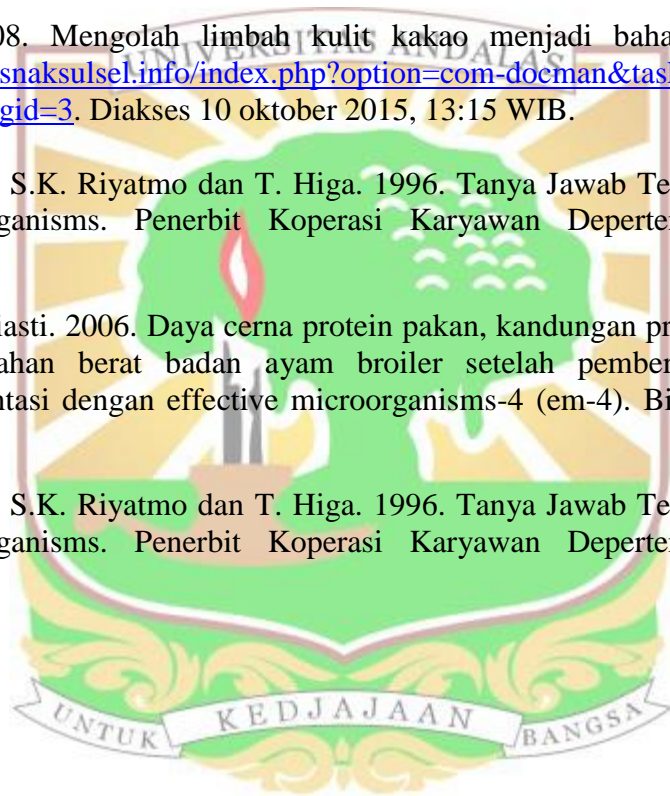 08. Mengolah limbah kulit kakao menjadi baha
UNIVERSITAS ANDALAS
snaksulsel.info/index.php?option=com-docman&task
gid=3. Diakses 10 oktober 2015, 13:15 WIB.
S.K. Riyatmo dan T. Higa. 1996. Tanya Jawab Te
ganisms. Penerbit Koperasi Karyawan Deperte
iasti. 2006. Daya cerna protein pakan, kandungan pr
ahan berat badan ayam broiler setelah pember
ntasi dengan effective microorganisms-4 (em-4). Bi
S.K. Riyatmo dan T. Higa. 1996. Tanya Jawab Te
ganisms. Penerbit Koperasi Karyawan Deperte
UNTUK KEDJAJAAN BANGSA